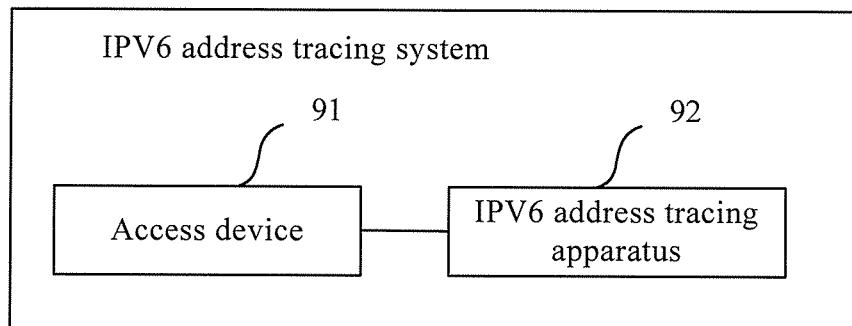 IPV6 address tracing system
91
92
Access device
IPV6 address tracing
apparatus